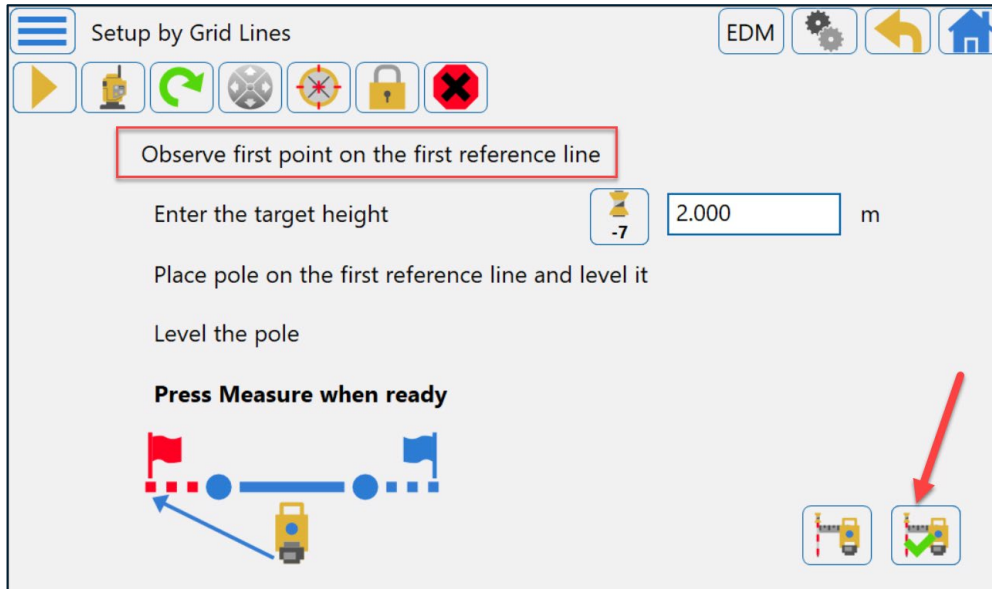 Setup by Grid Lines
EDM
Observe first point on the first reference line
Enter the target height
-7
2.000
m
Place pole on the first reference line and level it
Level the pole
Press Measure when ready